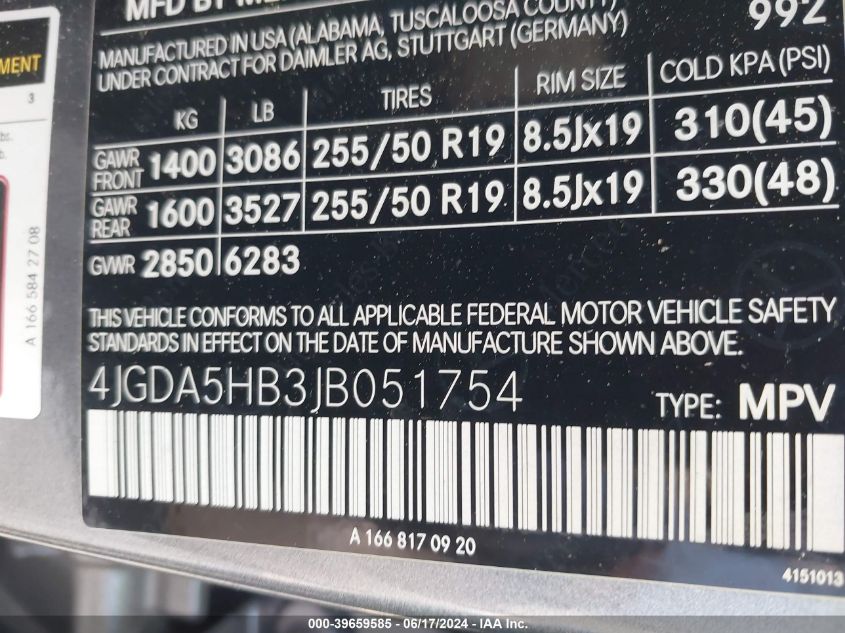 MFD BY
992
MANUFACTURED IN USA (ALABAMA, TUSCALOOSA COUNTY)
UNDER CONTRACT FOR DAIMLER AG, STUTTGART (GERMANY)
MENT
3
KG LB TIRES RIM SIZE COLD KPA (PSI)
GAWR FRONT 1400 3086 255/50 R19 8.5Jx19 310(45)
GAWR REAR 1600 3527 255/50 R19 8.5Jx19 330(48)
GVWR 2850 6283
A 166 584 27 08
THIS VEHICLE CONFORMS TO ALL APPLICABLE FEDERAL MOTOR VEHICLE SAFETY
STANDARDS IN EFFECT ON THE DATE OF MANUFACTURE SHOWN ABOVE.
4JGDA5HB3JB051754 TYPE: MPV
A 166 817 09 20
4151013
000-39659585 - 06/17/2024 - IAA Inc.